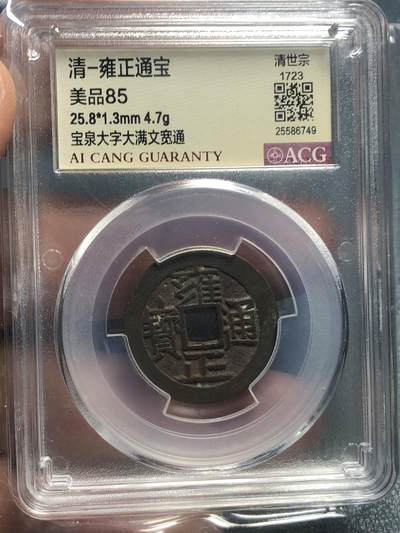 清-雍正通宝
美品85
25.8*1.3mm 4.7g
宝泉大字大满文宽通
AI CANG GUARANTY
清世宗
1723
25586749
ACG
雍正通寶